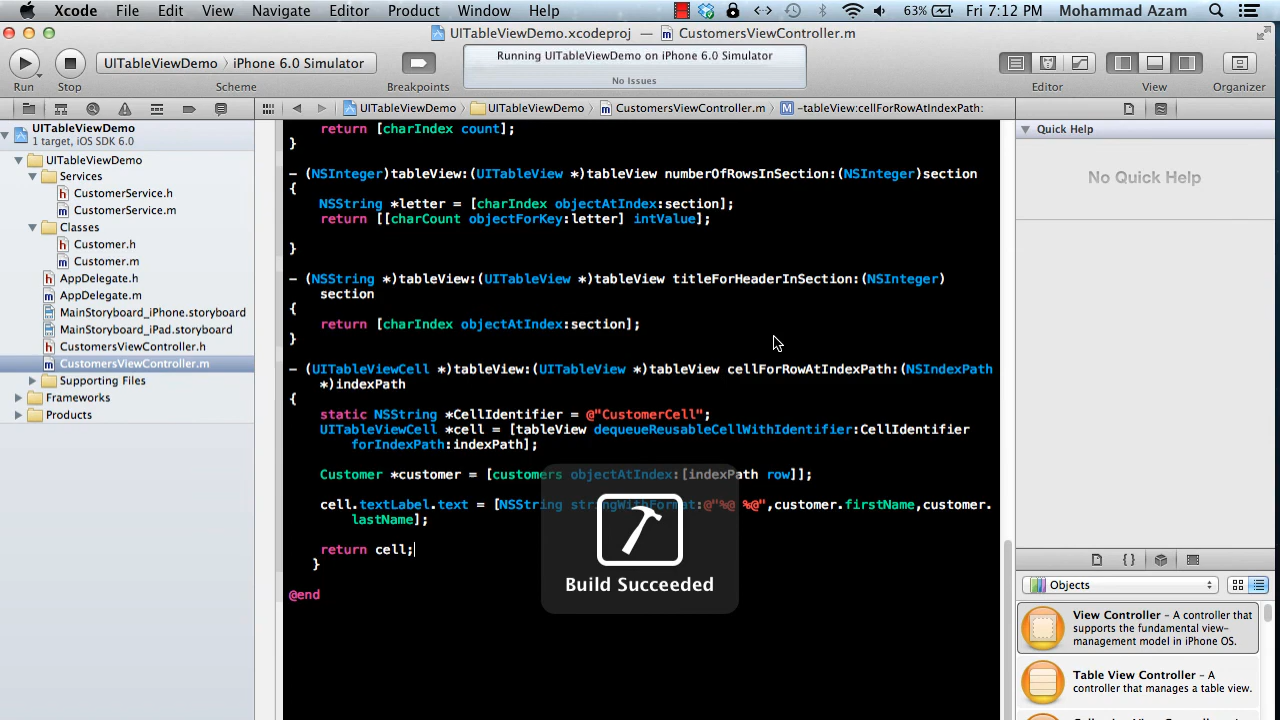 Xcode File Edit View Navigate Editor Product Window Help 63% Fri 7:12 PM Mohammad Azam
UITableViewDemo.xcodeproj — CustomersViewController.m
UITableViewDemo 〉 iPhone 6.0 Simulator
Running UITableViewDemo on iPhone 6.0 Simulator
No Issues
Run Stop Scheme Breakpoints Editor View Organizer
UITableViewDemo UITableViewDemo CustomersViewController.m -tableView:cellForRowAtIndexPath:
UITableViewDemo
1 target, iOS SDK 6.0
UITableViewDemo
Services
CustomerService.h
CustomerService.m
Classes
Customer.h
Customer.m
AppDelegate.h
AppDelegate.m
MainStoryboard_iPhone.storyboard
MainStoryboard_iPad.storyboard
CustomersViewController.h
CustomersViewController.m
Supporting Files
Frameworks
Products
return [charIndex count];
}
- (NSInteger)tableView:(UITableView *)tableView numberOfRowsInSection:(NSInteger)section
{
NSString *letter = [charIndex objectAtIndex:section];
return [[charCount objectForKey:letter] intValue];
}
- (NSString *)tableView:(UITableView *)tableView titleForHeaderInSection:(NSInteger)
section
{
return [charIndex objectAtIndex:section];
}
- (UITableViewCell *)tableView:(UITableView *)tableView cellForRowAtIndexPath:(NSIndexPath
*)indexPath
{
static NSString *CellIdentifier = @"CustomerCell";
UITableViewCell *cell = [tableView dequeueReusableCellWithIdentifier:CellIdentifier
forIndexPath:indexPath];
Customer *customer = [customers objectAtIndex:[indexPath row]];
cell.textLabel.text = [NSString stringWithFormat:@"%@ %@",customer.firstName,customer.
lastName];
return cell;
}
@end
Build Succeeded
Quick Help
No Quick Help
Objects
View Controller – A controller that
supports the fundamental view-
management model in iPhone OS.
Table View Controller – A
controller that manages a table view.